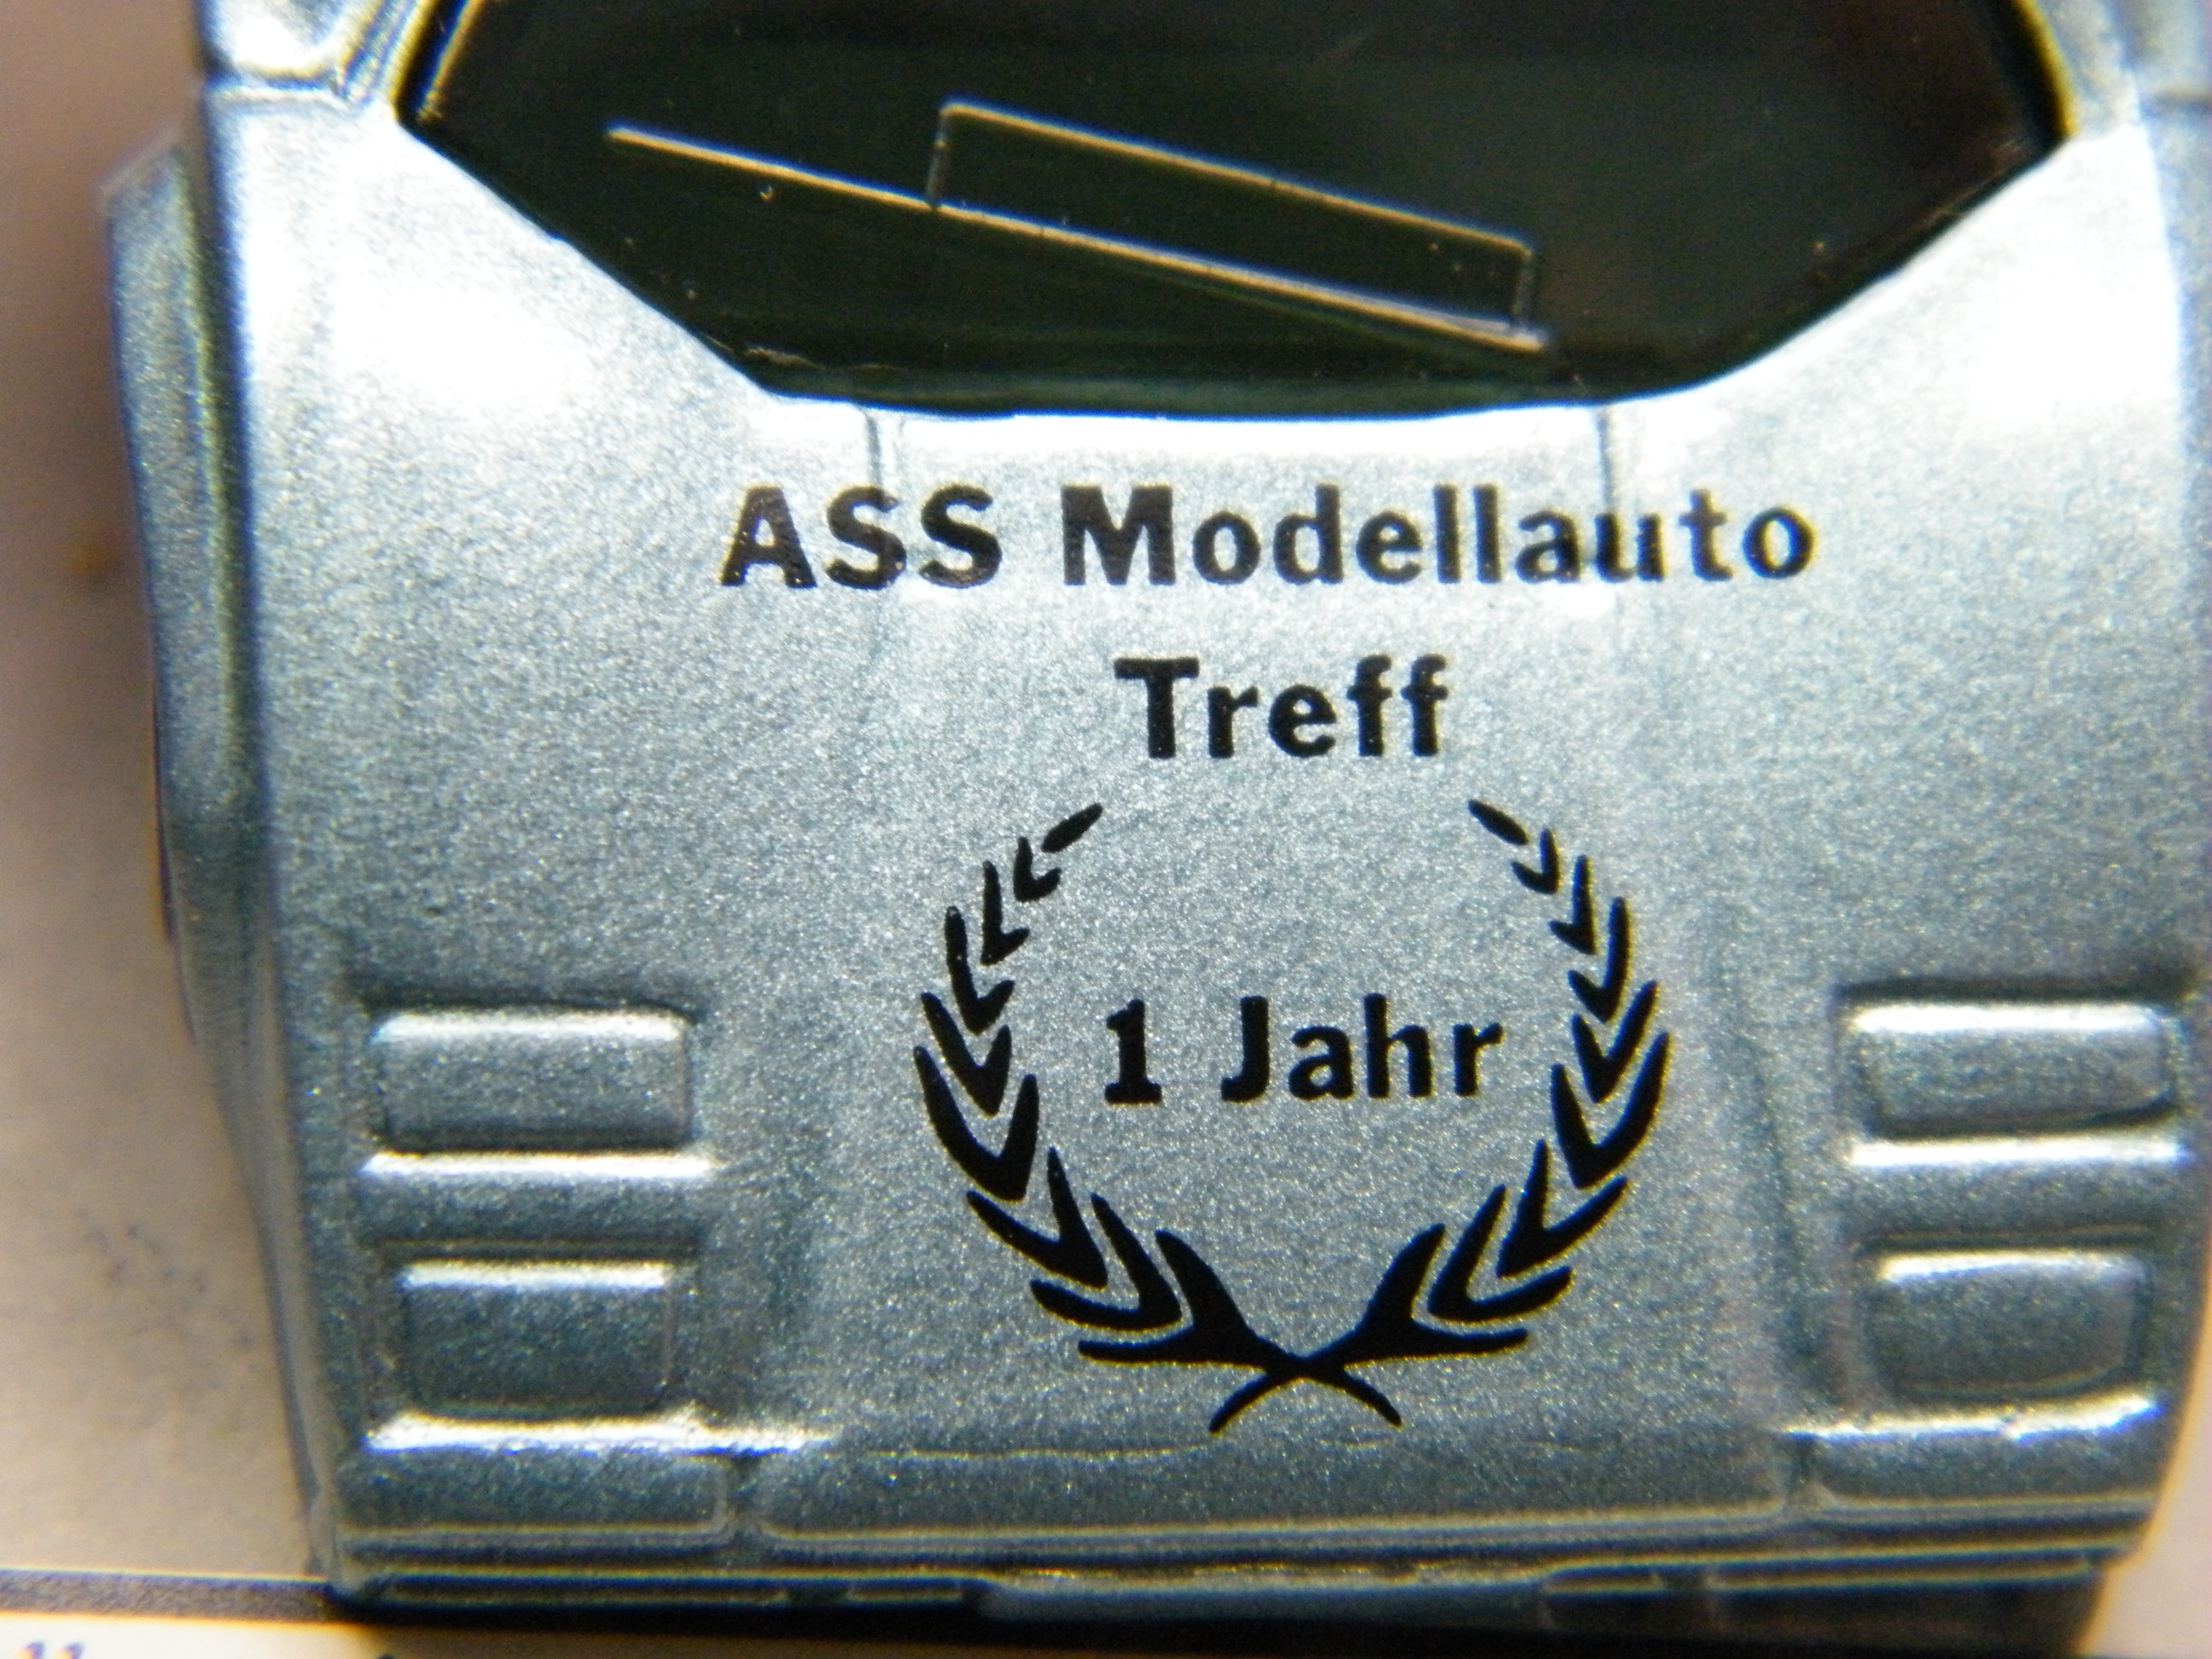 ASS Modellauto
Treff
1 Jahr